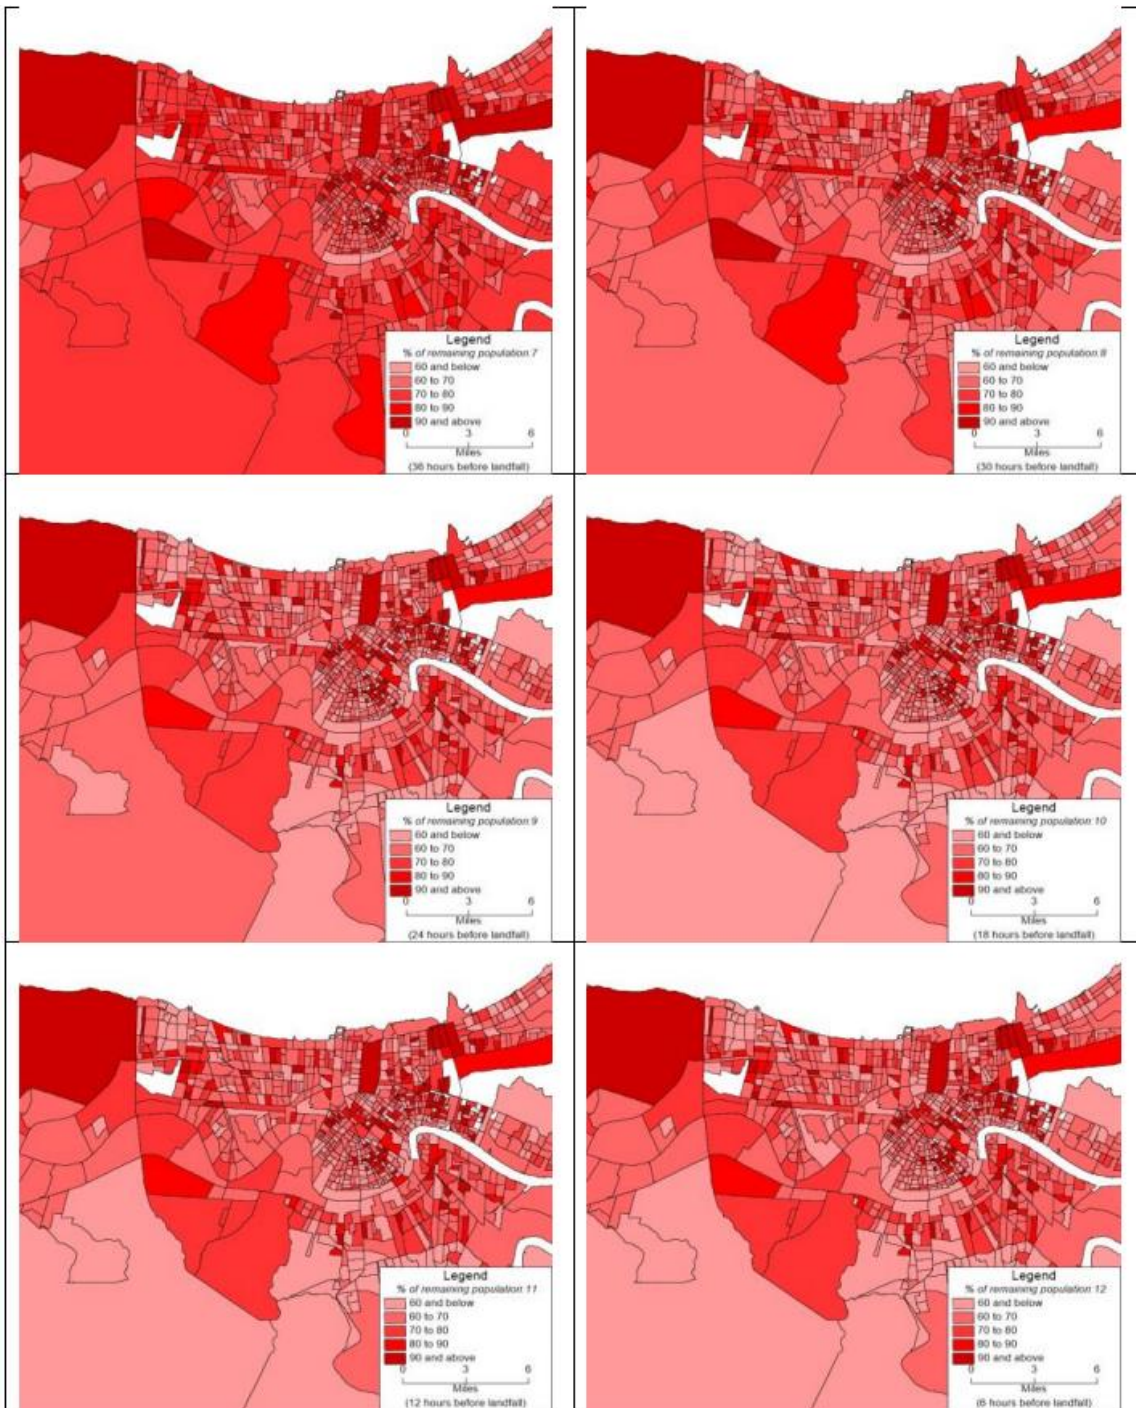 Legend
% of remaining population:7
60 and below
60 to 70
70 to 80
80 to 90
90 and above
0 3 6
Miles
(36 hours before landfall)
Legend
% of remaining population:8
60 and below
60 to 70
70 to 80
80 to 90
90 and above
0 3 6
Miles
(30 hours before landfall)
Legend
% of remaining population:9
60 and below
60 to 70
70 to 80
80 to 90
90 and above
0 3 6
Miles
(24 hours before landfall)
Legend
% of remaining population:10
60 and below
60 to 70
70 to 80
80 to 90
90 and above
0 3 6
Miles
(18 hours before landfall)
Legend
% of remaining population:11
60 and below
60 to 70
70 to 80
80 to 90
90 and above
0 3 6
Miles
(12 hours before landfall)
Legend
% of remaining population:12
60 and below
60 to 70
70 to 80
80 to 90
90 and above
0 3 6
Miles
(6 hours before landfall)